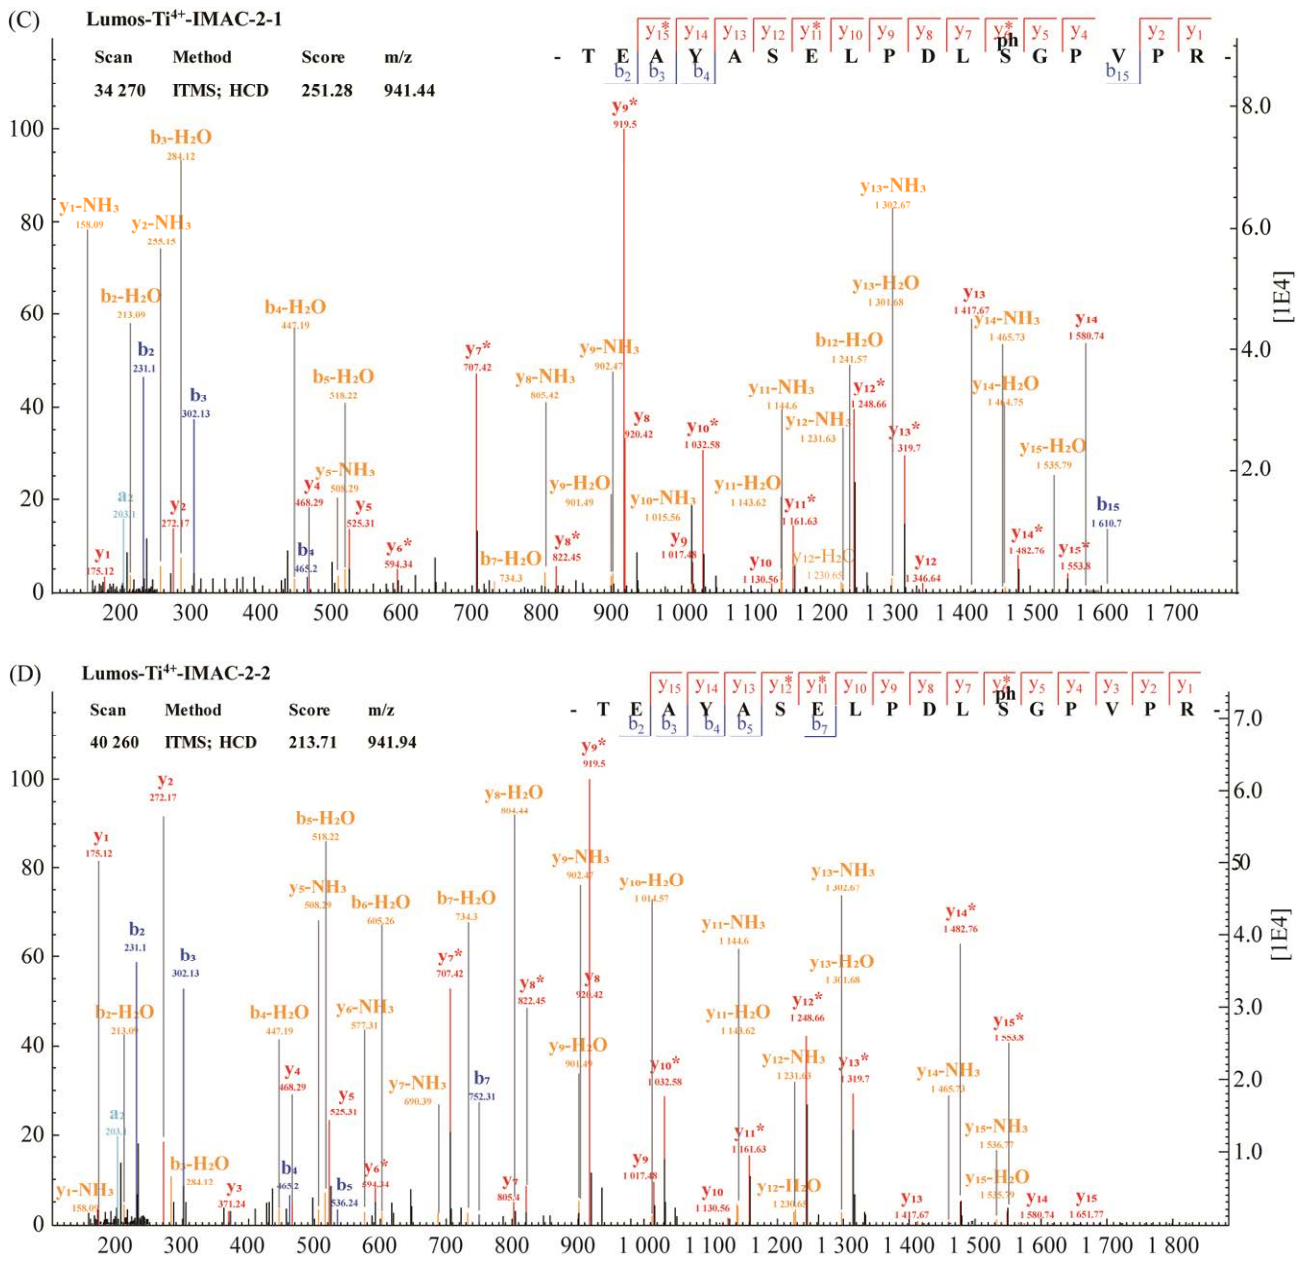 (C) Lumos-Ti⁴⁺-IMAC-2-1
Scan Method Score m/z
34 270 ITMS; HCD 251.28 941.44
y₁₅* y₁₄ y₁₃ y₁₂ y₁₁* y₁₀ y₉ y₈ y₇ y₆* y₅ y₄ y₂ y₁
ph
- T E A Y A S E L P D L S G P V P R -
b₂ b₃ b₄ b₁₅
100
80
60
40
20
0
8.0
6.0
4.0
2.0
[1E4]
y₁-NH₃
158.09
y₁
175.12
a₂
203.1
b₂-H₂O
213.09
b₂
231.1
y₂-NH₃
255.15
y₂
272.17
b₃-H₂O
284.12
b₃
302.13
b₄-H₂O
447.19
b₄
465.2
y₄
468.29
y₅-NH₃
508.29
b₅-H₂O
518.22
y₅
525.31
y₆*
594.34
y₇*
707.42
b₇-H₂O
734.3
y₈-NH₃
805.42
y₈*
822.45
y₉-H₂O
901.49
y₉-NH₃
902.47
y₉*
919.5
y₈
920.42
y₁₀-NH₃
1 015.56
y₉
1 017.48
y₁₀*
1 032.58
y₁₀
1 130.56
y₁₁-H₂O
1 143.62
y₁₁-NH₃
1 144.6
y₁₁*
1 161.63
y₁₂-H₂O
1 230.65
y₁₂-NH₃
1 231.63
b₁₂-H₂O
1 241.57
y₁₂*
1 248.66
y₁₃-H₂O
1 301.68
y₁₃-NH₃
1 302.67
y₁₃*
1 319.7
y₁₂
1 346.64
y₁₃
1 417.67
y₁₄-H₂O
1 464.75
y₁₄-NH₃
1 465.73
y₁₄*
1 482.76
y₁₅-H₂O
1 535.79
y₁₅*
1 553.8
y₁₄
1 580.74
b₁₅
1 610.7
200 300 400 500 600 700 800 900 1 000 1 100 1 200 1 300 1 400 1 500 1 600 1 700
(D) Lumos-Ti⁴⁺-IMAC-2-2
Scan Method Score m/z
40 260 ITMS; HCD 213.71 941.94
y₁₅ y₁₄ y₁₃ y₁₂* y₁₁* y₁₀ y₉ y₈ y₇ y₆* y₅ y₄ y₃ y₂ y₁
ph
- T E A Y A S E L P D L S G P V P R -
b₂ b₃ b₄ b₅ b₇
100
80
60
40
20
0
7.0
6.0
50
4.0
3.0
2.0
1.0
[1E4]
y₁-NH₃
158.09
y₁
175.12
a₂
203.1
b₂-H₂O
213.09
b₂
231.1
y₂
272.17
b₃-H₂O
284.12
b₃
302.13
y₃
371.24
b₄-H₂O
447.19
b₄
465.2
y₄
468.29
y₅-NH₃
508.29
b₅-H₂O
518.22
y₅
525.31
b₅
536.24
y₆-NH₃
577.31
y₆*
594.34
b₆-H₂O
605.26
y₇-NH₃
690.39
y₇*
707.42
b₇-H₂O
734.3
b₇
752.31
y₈-H₂O
804.44
y₇
805.4
y₈*
822.45
y₉-H₂O
901.49
y₉-NH₃
902.47
y₉*
919.5
y₈
920.42
y₁₀-H₂O
1 014.57
y₉
1 017.48
y₁₀*
1 032.58
y₁₀
1 130.56
y₁₁-H₂O
1 143.62
y₁₁-NH₃
1 144.6
y₁₁*
1 161.63
y₁₂-H₂O
1 230.65
y₁₂-NH₃
1 231.63
y₁₂*
1 248.66
y₁₃-H₂O
1 301.68
y₁₃-NH₃
1 302.67
y₁₃*
1 319.7
y₁₃
1 417.67
y₁₄-NH₃
1 465.73
y₁₄*
1 482.76
y₁₅-H₂O
1 535.79
y₁₅-NH₃
1 536.77
y₁₅*
1 553.8
y₁₄
1 580.74
y₁₅
1 651.77
200 300 400 500 600 700 800 900 1 000 1 100 1 200 1 300 1 400 1 500 1 600 1 700 1 800